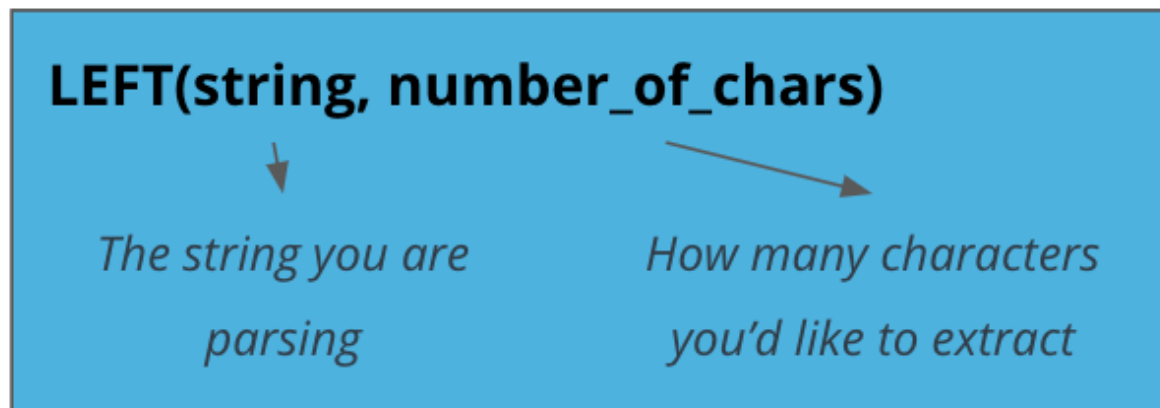 LEFT(string, number_of_chars)
The string you are
parsing
How many characters
you’d like to extract